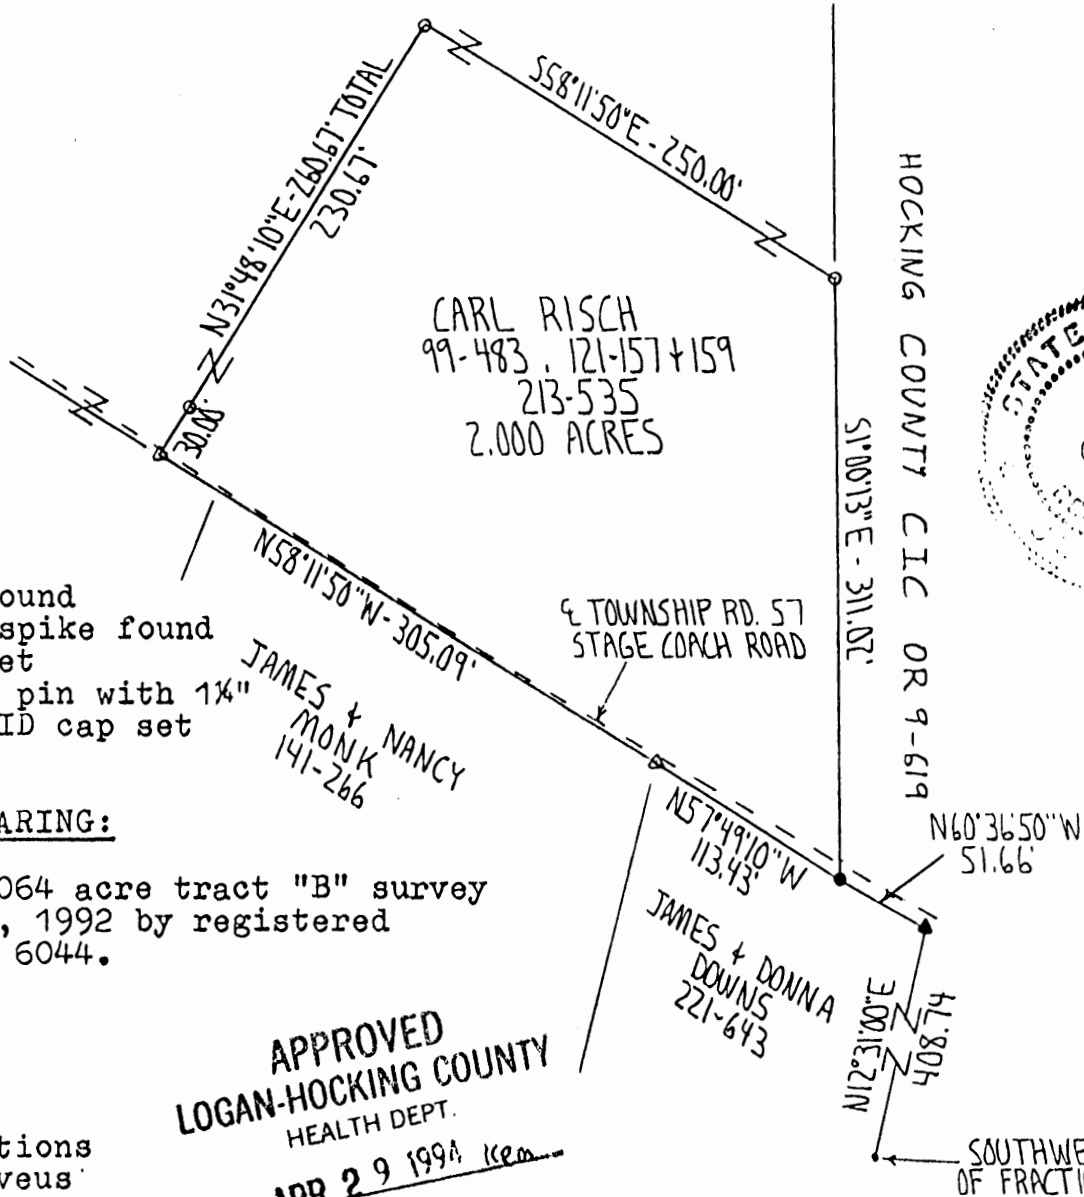 S58°11'50"E - 250.00'
N31°48'10"E - 260.67' TOTAL
230.67'
30.00'
CARL RISCH
99-483 , 121-157 + 159
213-535
2.000 ACRES
HOCKING COUNTY CIC OR 9-619
S1°00'13"E - 311.02'
STATE
N58°11'50"W - 305.09'
℄ TOWNSHIP RD. 57
STAGE COACH ROAD
ound
spike found
et
pin with 1¼"
ID cap set
JAMES & NANCY
MONK
141-266
ARING:
064 acre tract "B" survey
, 1992 by registered
6044.
N57°49'10"W
113.43'
N60°36'50"W
51.66'
JAMES & DONNA
DOWNS
221-643
N12°31'00"E
408.74
APPROVED
LOGAN-HOCKING COUNTY
HEALTH DEPT.
APR 29 1994
tions
veus
SOUTHWE
OF FRACTI